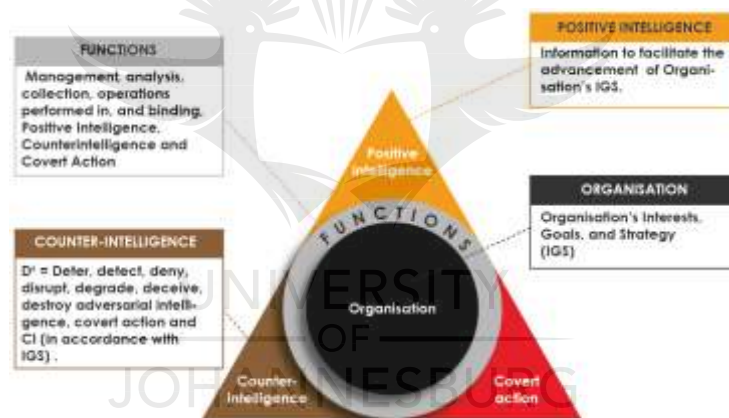 FUNCTIONS
Management, analysis,
collection, operations
performed in, and binding,
Positive Intelligence,
Counterintelligence and
Covert Action
COUNTER-INTELLIGENCE
= Deter, detect, deny,
disrupt, degrade, deceive,
destroy adversarial intelli-
gence, covert action and
CI (in accordance with
IGS) .
POSITIVE INTELLIGENCE
Information to facilitate the
advancement of Organi-
sation's IGS.
ORGANISATION
Organisation's Interests,
Goals, and Strategy
(IGS)
Positive
Intelligence
FUNCTIONS
Organisation
Counter-
Intelligence
Covert
action
UNIVERSITY
OF
JOHANNESBURG